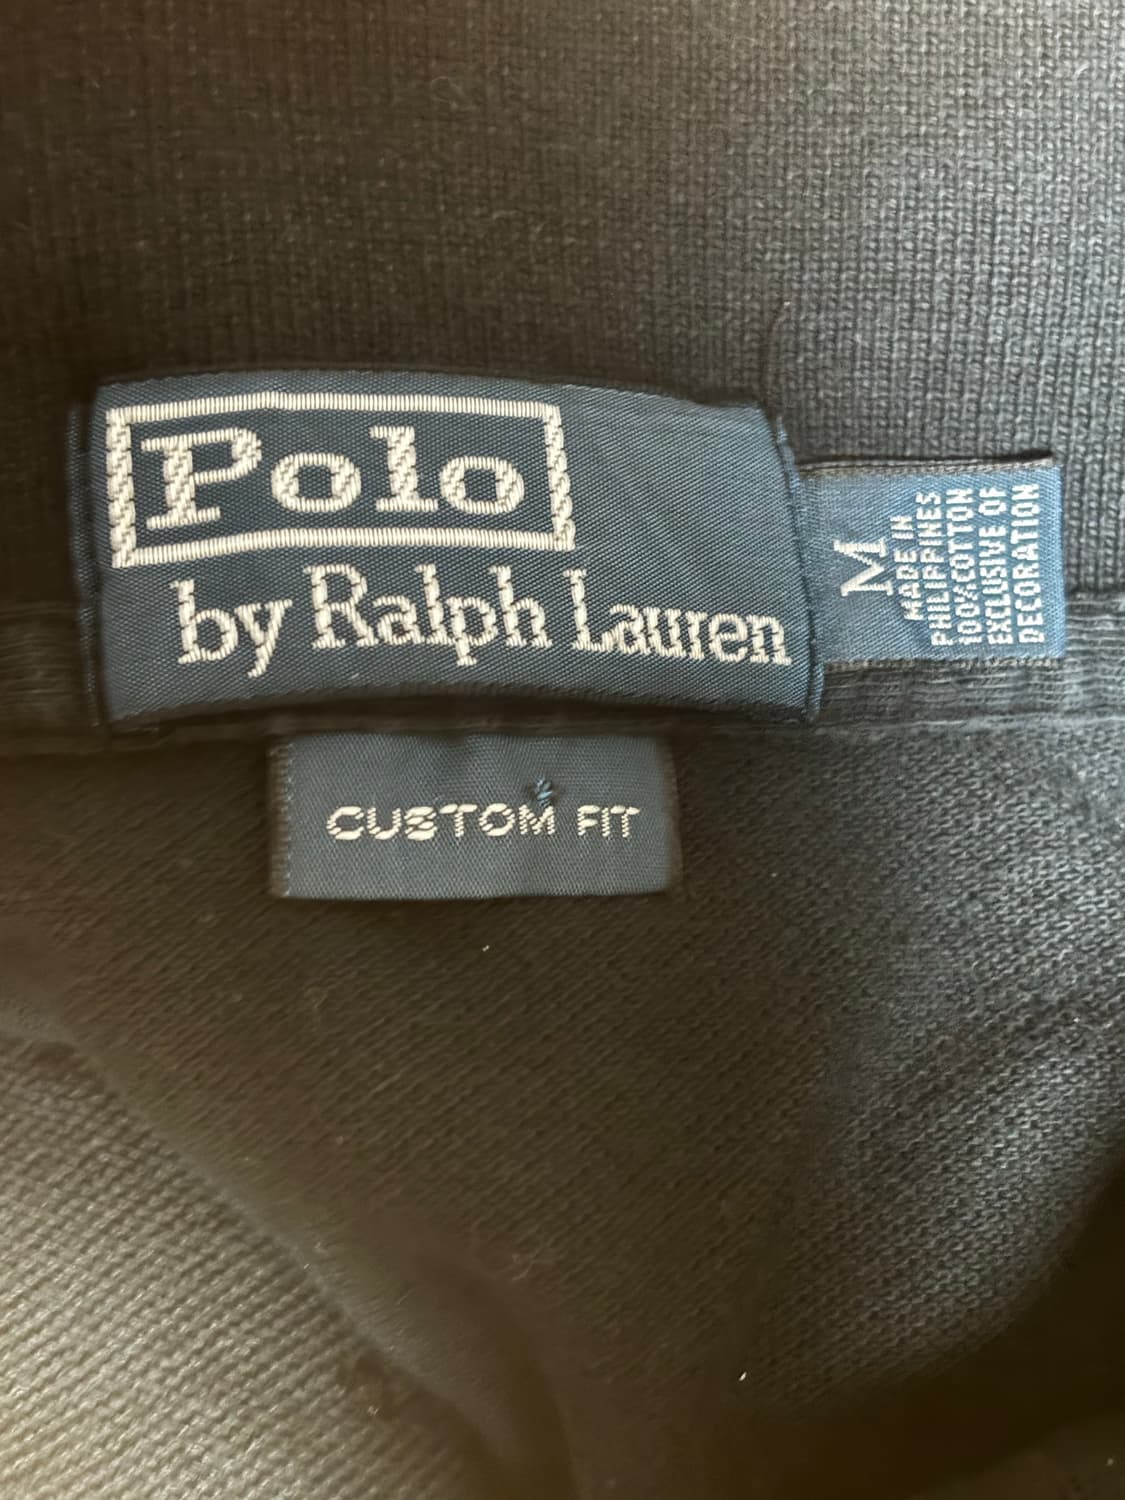 Polo
by Ralph Lauren
M
MADE IN
PHILIPPINES
100%COTTON
EXCLUSIVE OF
DECORATION
CUSTOM FIT